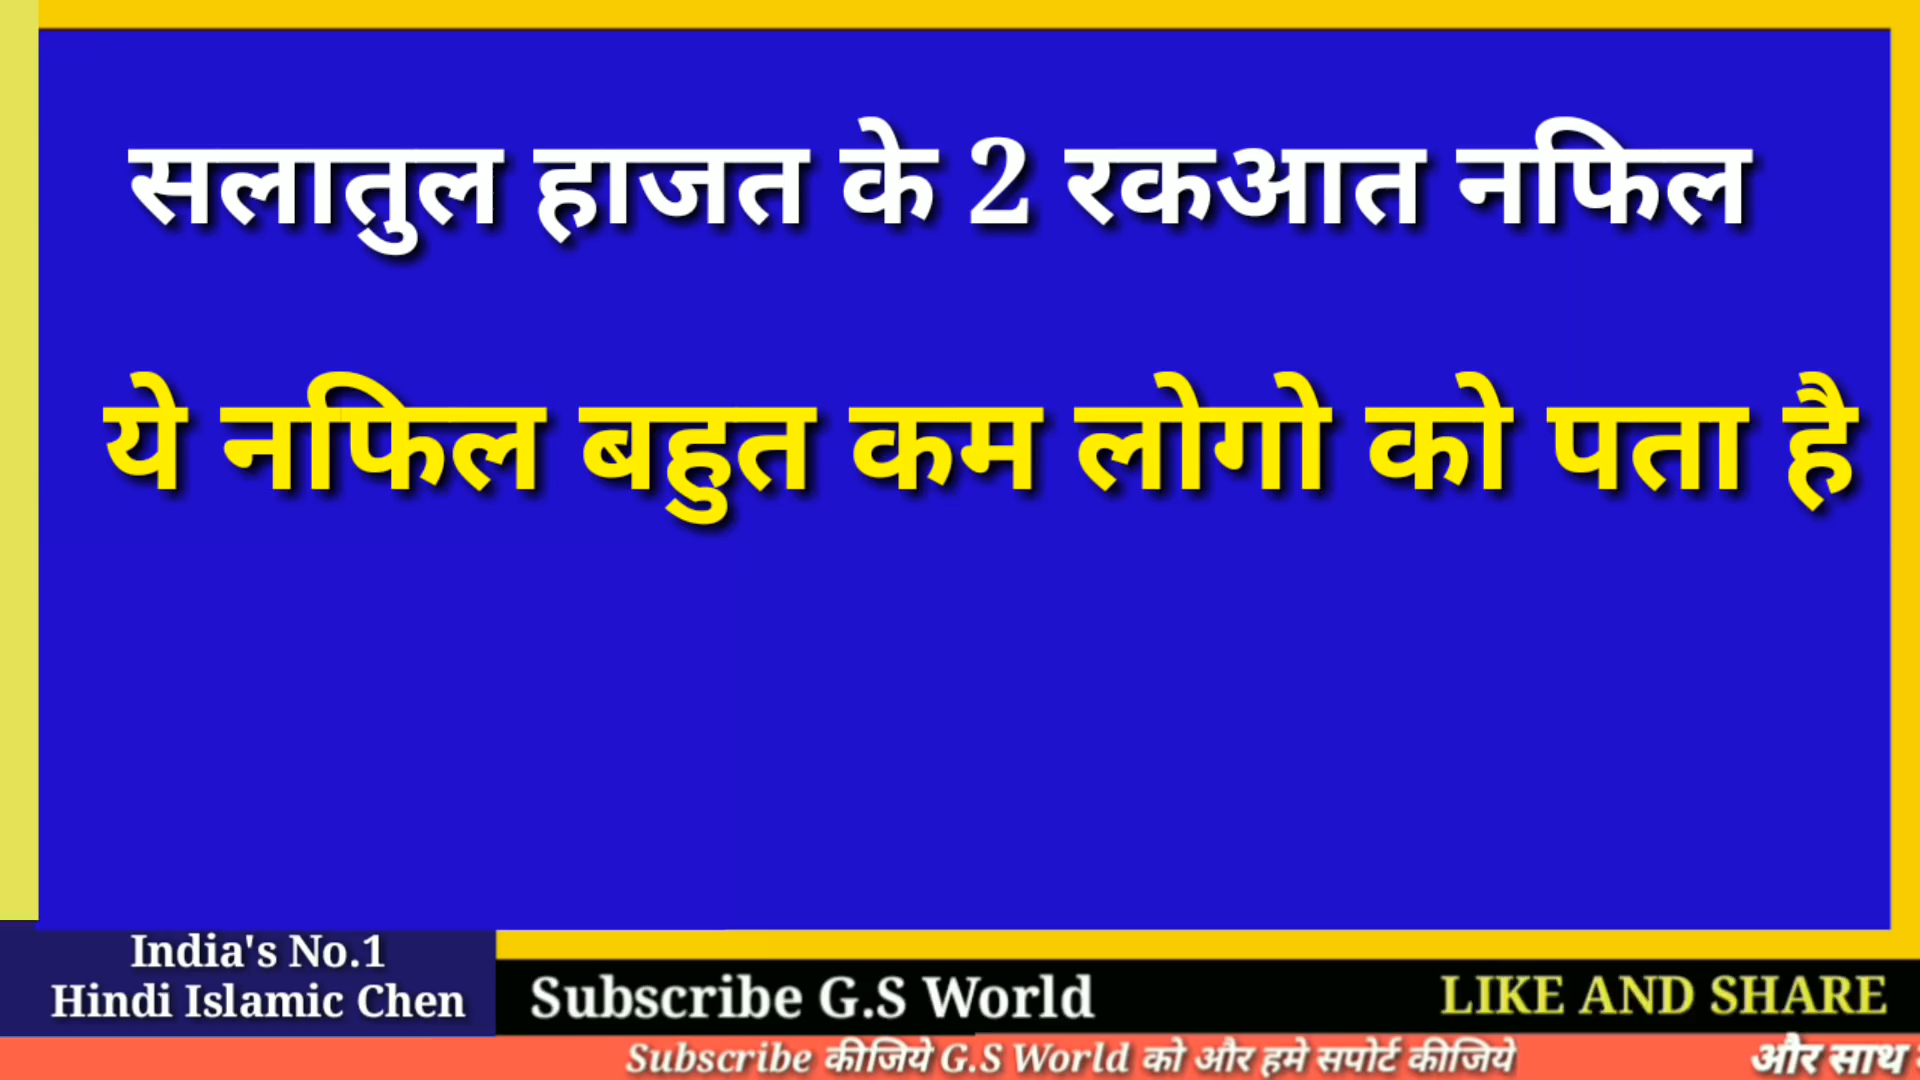 सलातुल हाजत के 2 रकआत नफिल
ये नफिल बहुत कम लोगो को पता है
India's No.1
Hindi Islamic Chen
Subscribe G.S World
LIKE AND SHARE
Subscribe कीजिये G.S World को और हमे सपोर्ट कीजिये
और साथ